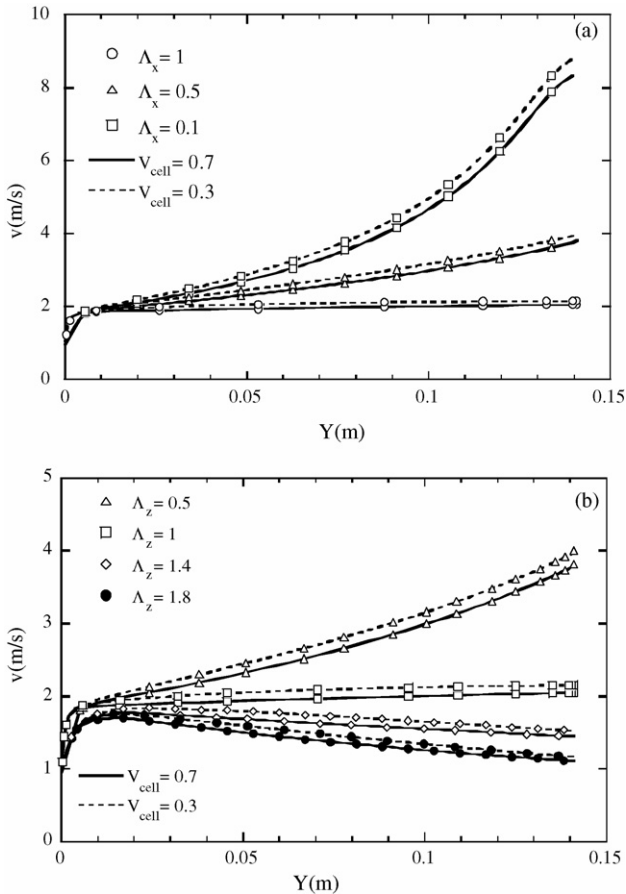 10
(a)
Λx = 1
Λx = 0.5
8
Λx = 0.1
Vcell = 0.7
6
Vcell = 0.3
v(m/s)
4
2
0
0 0.05 0.1 0.15
Y(m)
5
(b)
Λz = 0.5
Λz = 1
4
Λz = 1.4
Λz = 1.8
3
v(m/s)
2
1
Vcell = 0.7
Vcell = 0.3
0
0 0.05 0.1 0.15
Y(m)